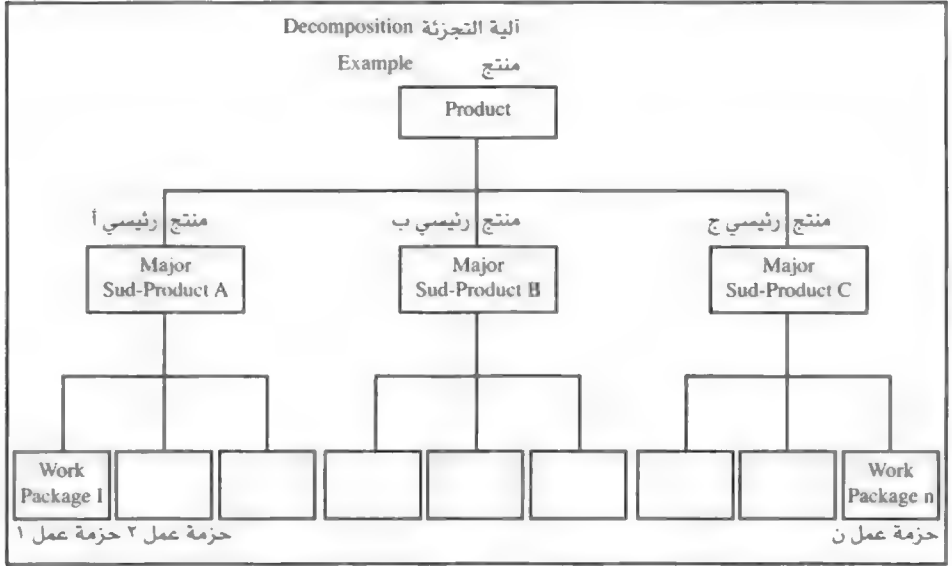 آلية التجزئة Decomposition
منتج Example
Product
منتج رئيسي أ
منتج رئيسي ب
منتج رئيسي ج
Major
Sud-Product A
Major
Sud-Product B
Major
Sud-Product C
Work
Package 1
Work
Package n
حزمة عمل ١
حزمة عمل ٢
حزمة عمل ن